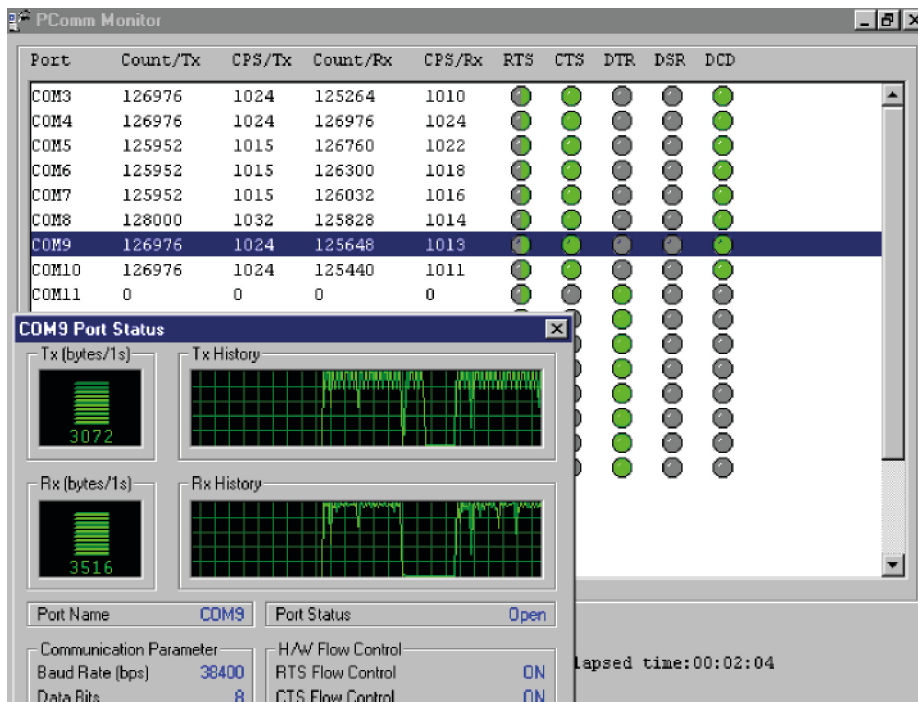 PComm Monitor
Port Count/Tx CPS/Tx Count/Rx CPS/Rx RTS CTS DTR DSR DCD
COM3 126976 1024 125264 1010
COM4 126976 1024 126976 1024
COM5 125952 1015 126760 1022
COM6 125952 1015 126300 1018
COM7 125952 1015 126032 1016
COM8 128000 1032 125828 1014
COM9 126976 1024 125648 1013
COM10 126976 1024 125440 1011
COM11 0 0 0 0
COM9 Port Status
Tx (bytes/1s) Tx History
3072
Rx (bytes/1s) Rx History
3516
Port Name COM9 Port Status Open
Communication Parameter H/W Flow Control
Baud Rate (bps) 38400 RTS Flow Control ON
Data Bits 8 CTS Flow Control ON
lapsed time:00:02:04